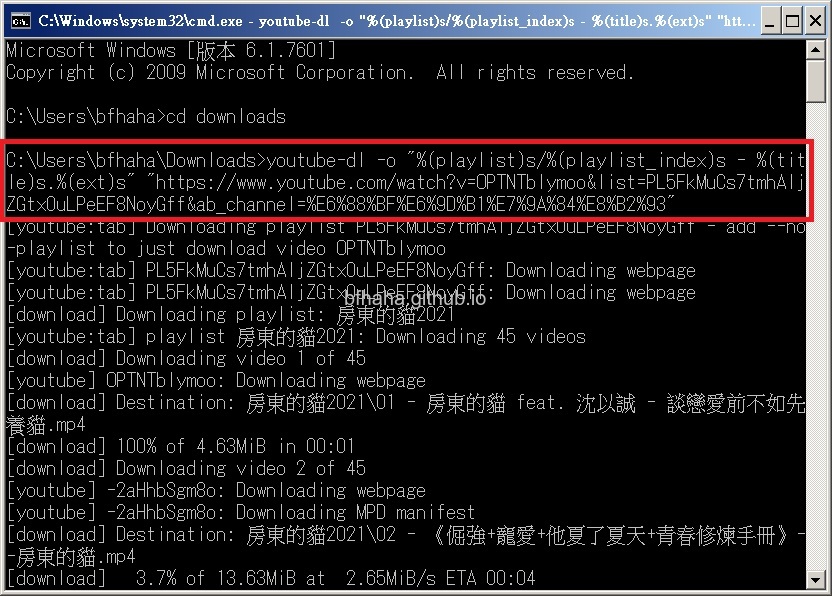 C:\Windows\system32\cmd.exe - youtube-dl -o "%(playlist)s/%(playlist_index)s - %(title)s.%(ext)s" "htt...
Microsoft Windows [版本 6.1.7601]
Copyright (c) 2009 Microsoft Corporation.  All rights reserved.
C:\Users\bfhaha>cd downloads
C:\Users\bfhaha\Downloads>youtube-dl -o "%(playlist)s/%(playlist_index)s - %(tit
le)s.%(ext)s" "https://www.youtube.com/watch?v=OPTNTblymoo&list=PL5FkMuCs7tmhAlj
ZGtxOuLPeEF8NoyGff&ab_channel=%E6%88%BF%E6%9D%B1%E7%9A%84%E8%B2%93"
[youtube:tab] Downloading playlist PL5FkMuCs7tmhAljZGtxOuLPeEF8NoyGff - add --no
-playlist to just download video OPTNTblymoo
[youtube:tab] PL5FkMuCs7tmhAljZGtxOuLPeEF8NoyGff: Downloading webpage
[youtube:tab] PL5FkMuCs7tmhAljZGtxOuLPeEF8NoyGff: Downloading webpage
bfhaha.github.io
[download] Downloading playlist: 房東的貓2021
[youtube:tab] playlist 房東的貓2021: Downloading 45 videos
[download] Downloading video 1 of 45
[youtube] OPTNTblymoo: Downloading webpage
[download] Destination: 房東的貓2021\01 - 房東的貓 feat. 沈以誠 - 談戀愛前不如先
養貓.mp4
[download] 100% of 4.63MiB in 00:01
[download] Downloading video 2 of 45
[youtube] -2aHhbSgm8o: Downloading webpage
[youtube] -2aHhbSgm8o: Downloading MPD manifest
[download] Destination: 房東的貓2021\02 - 《倔強+寵愛+他夏了夏天+青春修煉手冊》-
-房東的貓.mp4
[download]   3.7% of 13.63MiB at  2.65MiB/s ETA 00:04